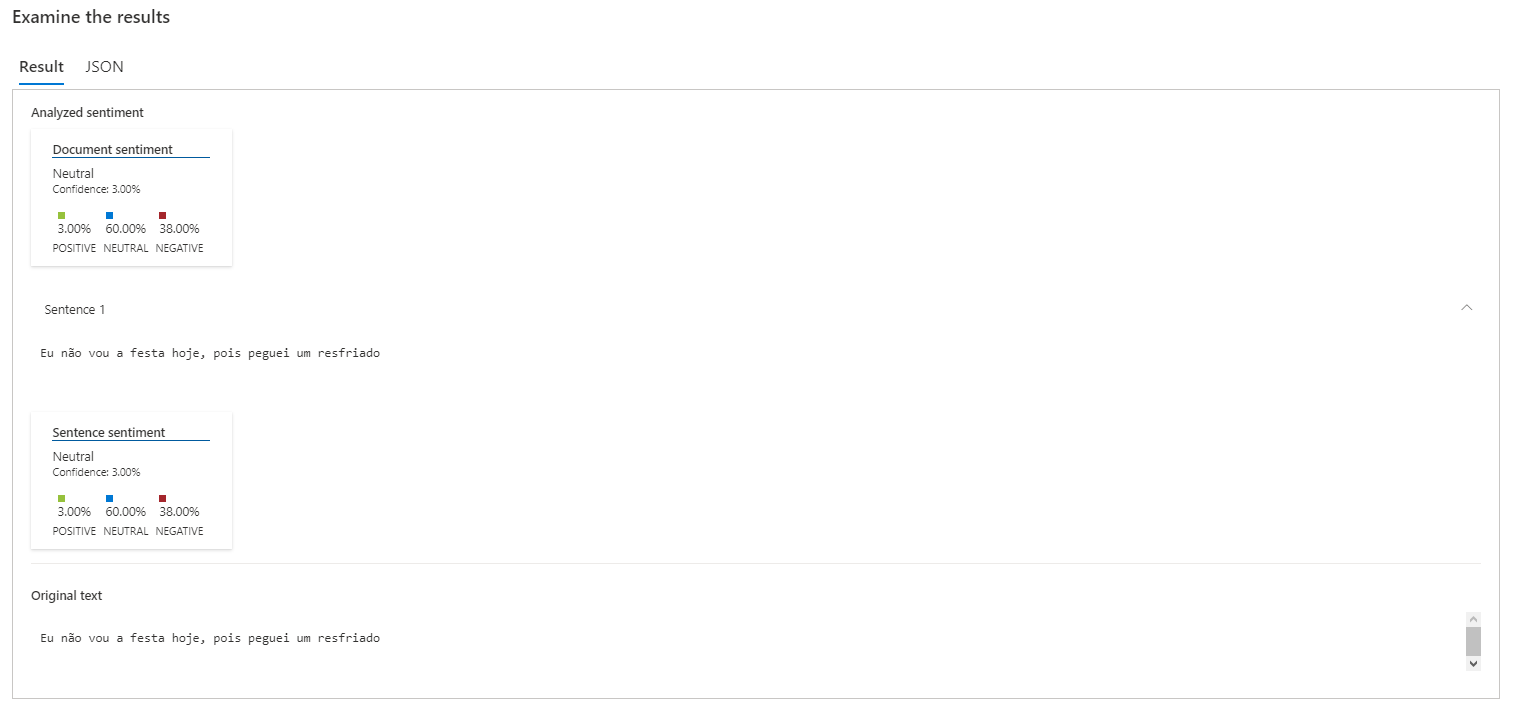 Examine the results
Result JSON
Analyzed sentiment
Document sentiment
Neutral
Confidence: 3.00%
3.00% 60.00% 38.00%
POSITIVE NEUTRAL NEGATIVE
Sentence 1
Eu não vou a festa hoje, pois peguei um resfriado
Sentence sentiment
Neutral
Confidence: 3.00%
3.00% 60.00% 38.00%
POSITIVE NEUTRAL NEGATIVE
Original text
Eu não vou a festa hoje, pois peguei um resfriado